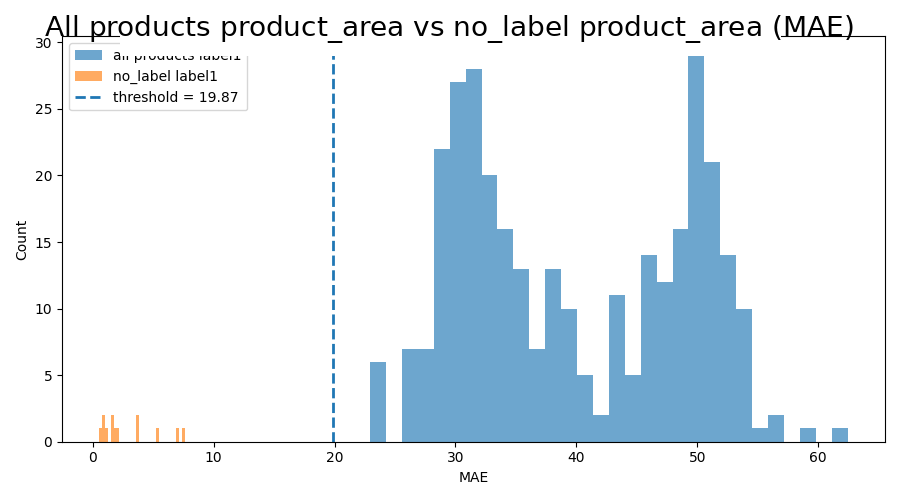 All products product_area vs no_label product_area (MAE)
all products label1
no_label label1
threshold = 19.87
Count
30
25
20
15
10
5
0
0 10 20 30 40 50 60
MAE